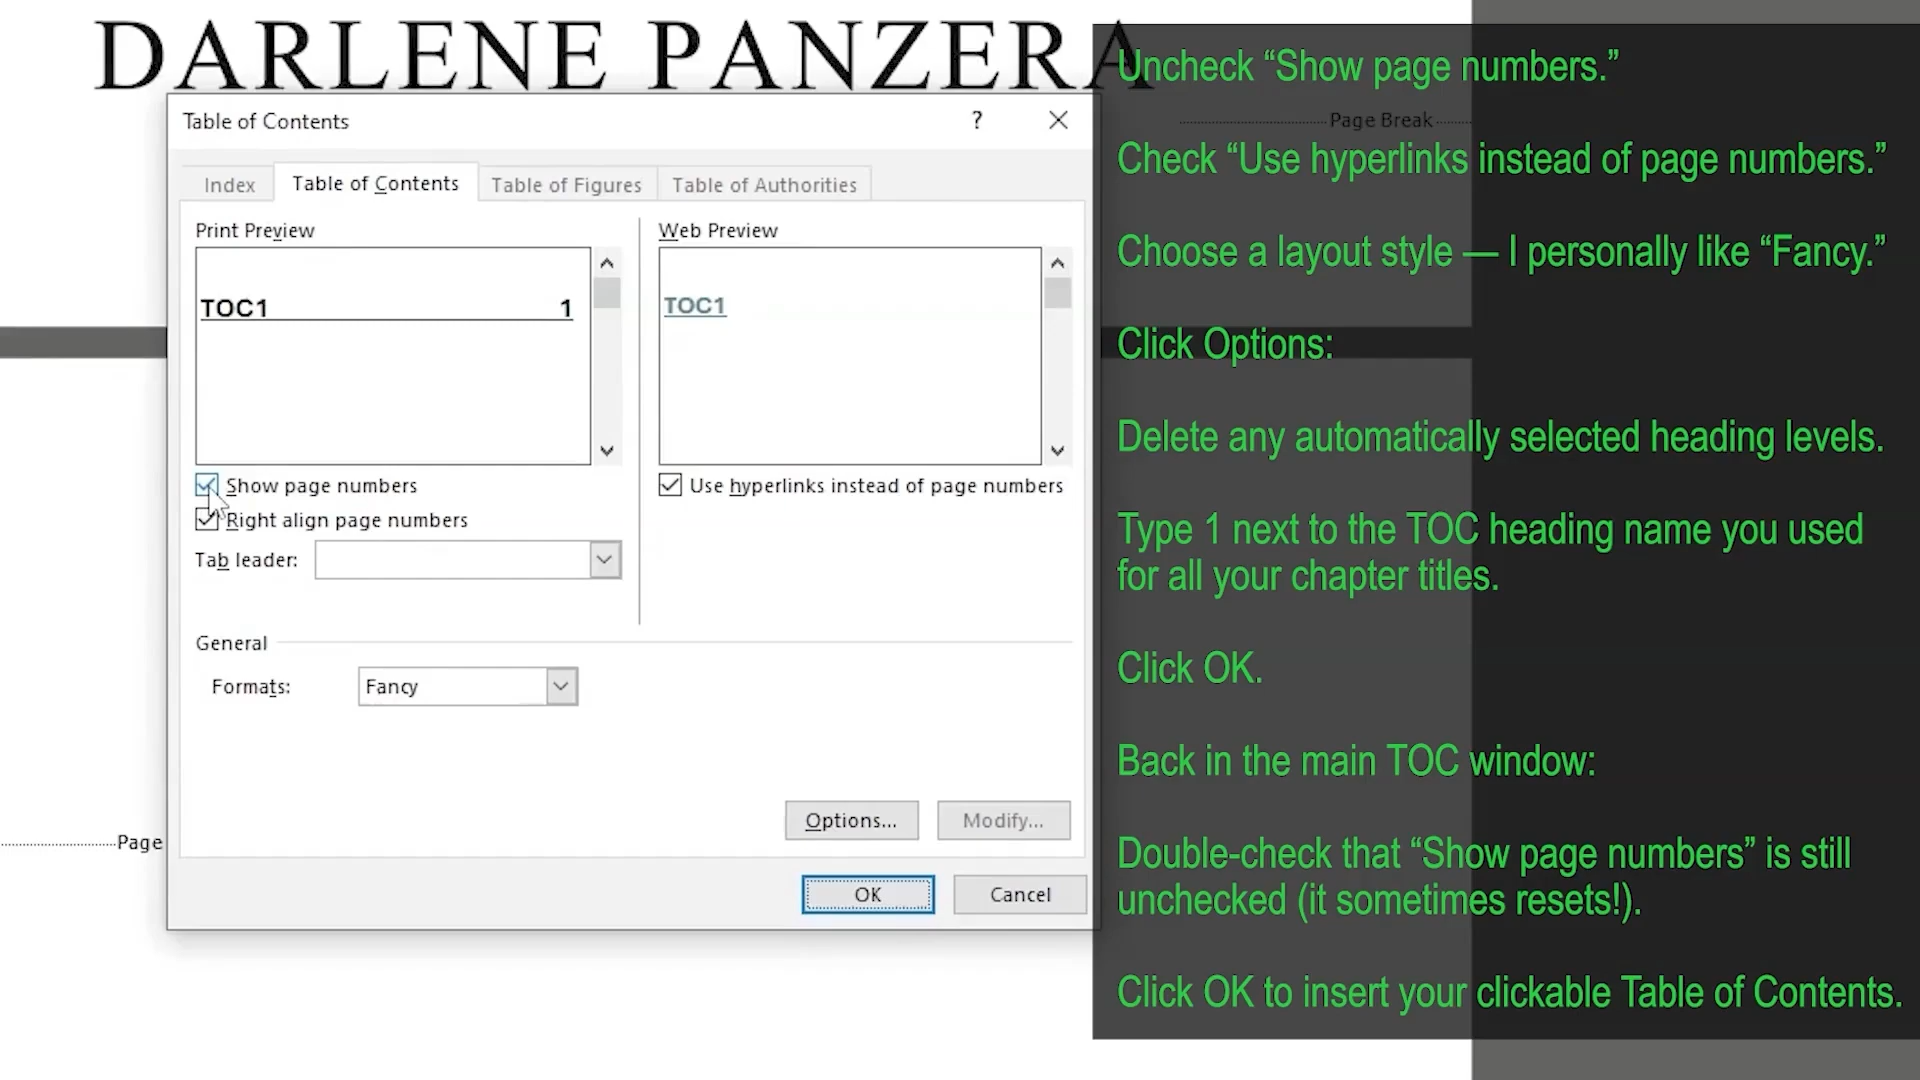 DARLENE PANZERA
Page Break
Table of Contents
?
Index
Table of Contents
Table of Figures
Table of Authorities
Print Preview
TOC1 1
Web Preview
TOC1
Show page numbers
Right align page numbers
Tab leader:
Use hyperlinks instead of page numbers
General
Formats: Fancy
Options...
Modify...
OK
Cancel
Page
Uncheck “Show page numbers.”
Check “Use hyperlinks instead of page numbers.”
Choose a layout style — I personally like “Fancy.”
Click Options:
Delete any automatically selected heading levels.
Type 1 next to the TOC heading name you used
for all your chapter titles.
Click OK.
Back in the main TOC window:
Double-check that “Show page numbers” is still
unchecked (it sometimes resets!).
Click OK to insert your clickable Table of Contents.